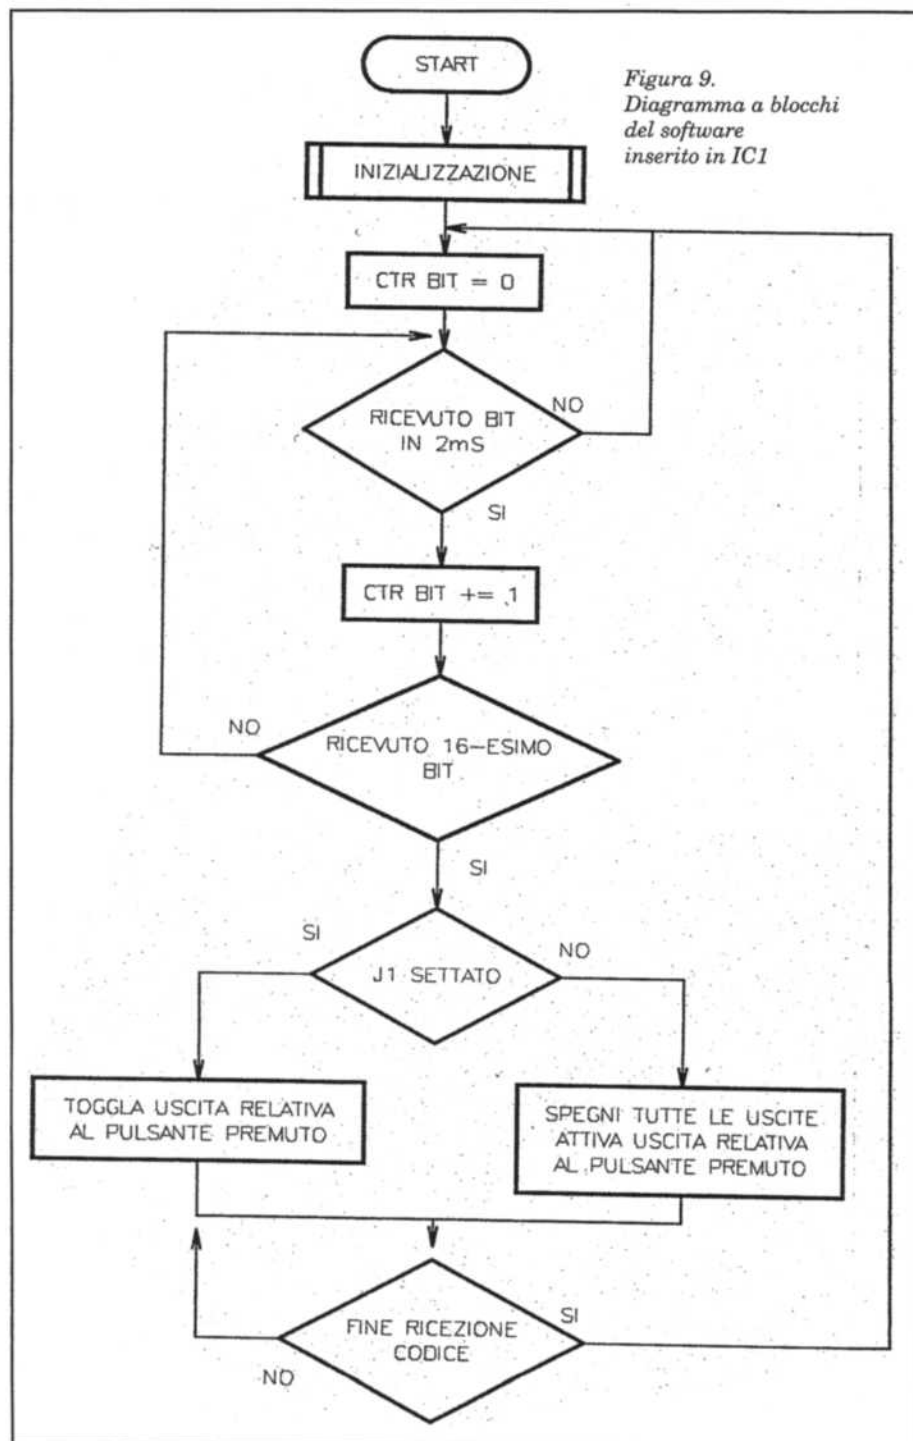 START
Figura 9.
Diagramma a blocchi
del software
inserito in IC1
INIZIALIZZAZIONE
CTR BIT = 0
RICEVUTO BIT
IN 2mS
NO
SI
CTR BIT += 1
NO
RICEVUTO 16-ESIMO
BIT
SI
SI
NO
J1 SETTATO
TOGGLA USCITA RELATIVA
AL PULSANTE PREMUTO
SPEGNI TUTTE LE USCITE
ATTIVA USCITA RELATIVA
AL PULSANTE PREMUTO
FINE RICEZIONE
CODICE
SI
NO